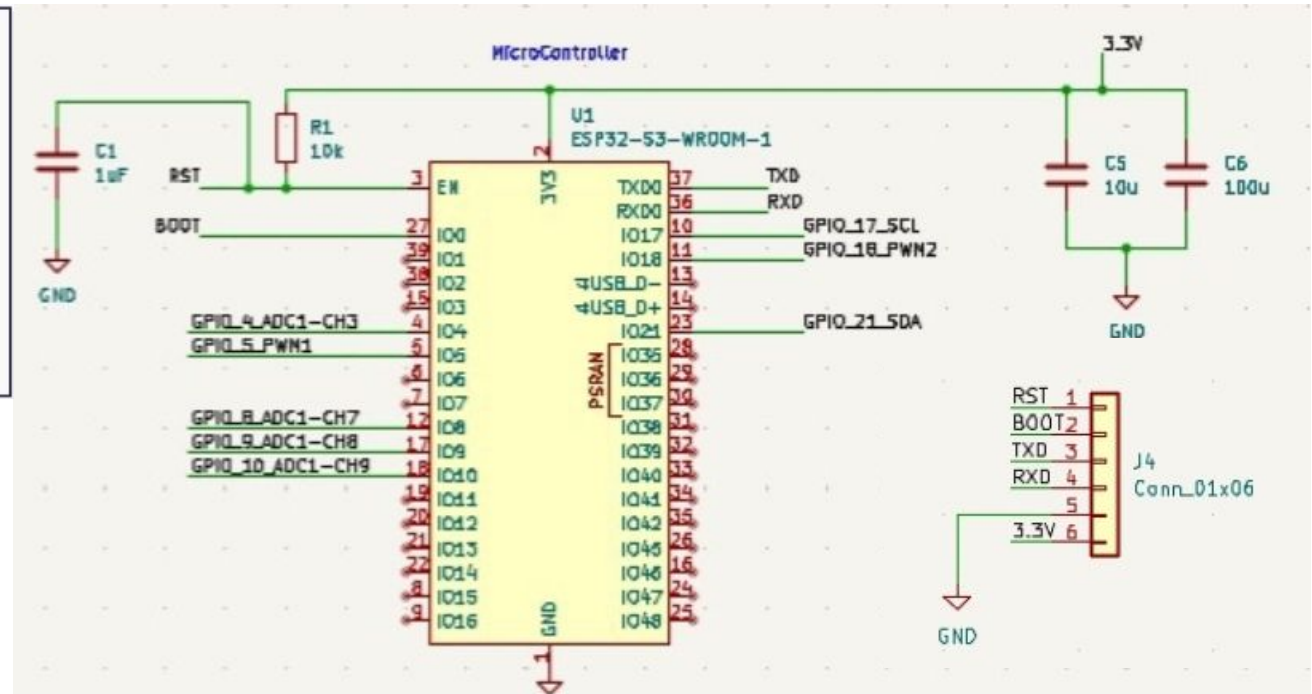 MicroController
3.3V
U1
ESP32-S3-WROOM-1
R1
10k
C1
1uF
GND
RST
BOOT
GPIO_4_ADC1-CH3
GPIO_5_PWM1
GPIO_8_ADC1-CH7
GPIO_9_ADC1-CH8
GPIO_10_ADC1-CH9
2
3V3
3 EN
27 IO0
39 IO1
38 IO2
15 IO3
4 IO4
5 IO5
6 IO6
7 IO7
12 IO8
17 IO9
18 IO10
19 IO11
20 IO12
21 IO13
22 IO14
8 IO15
9 IO16
GND
1
TXD0 37 TXD
RXD0 36 RXD
IO17 10 GPIO_17_SCL
IO18 11 GPIO_18_PWM2
USB_D- 13
USB_D+ 14
IO21 23 GPIO_21_SDA
IO35 28
IO36 29
IO37 30
PSRAM
IO38 31
IO39 32
IO40 33
IO41 34
IO42 35
IO45 26
IO46 16
IO47 24
IO48 25
C5
10u
C6
100u
GND
RST 1
BOOT 2
TXD 3
RXD 4
5
3.3V 6
J4
Conn_01x06
GND